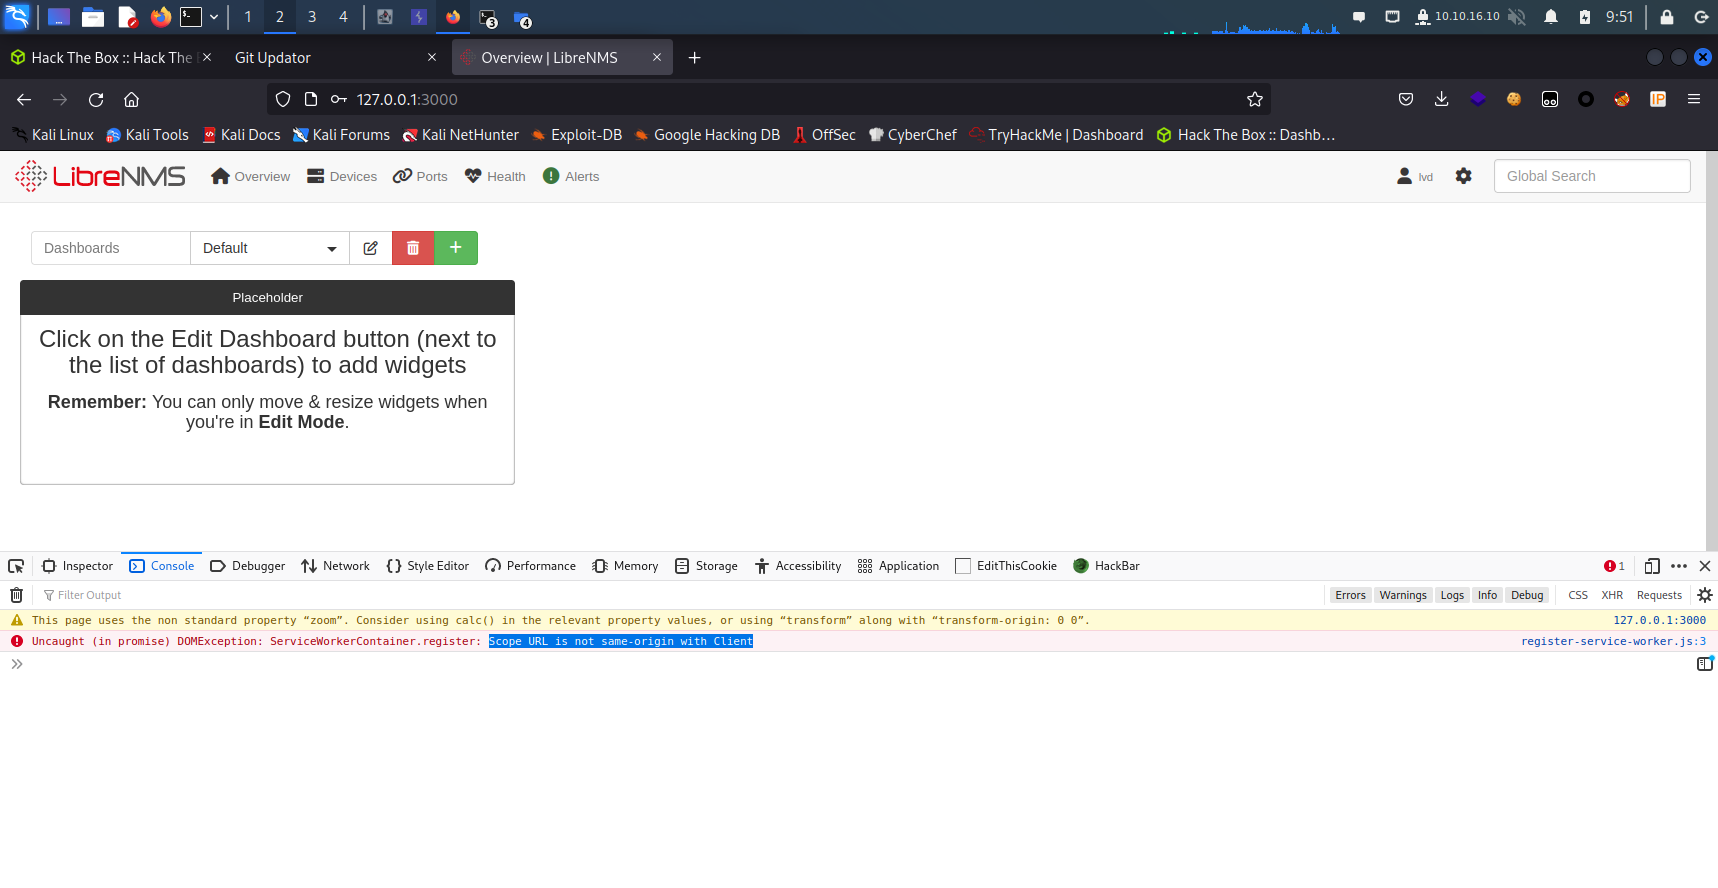 1 2 3 4 3 4 10.10.16.10 9:51
Hack The Box :: Hack The Git Updator Overview | LibreNMS
127.0.0.1:3000
Kali Linux Kali Tools Kali Docs Kali Forums Kali NetHunter Exploit-DB Google Hacking DB OffSec CyberChef TryHackMe | Dashboard Hack The Box :: Dashb…
LibreNMS Overview Devices Ports Health Alerts lvd Global Search
Dashboards Default
Placeholder
Click on the Edit Dashboard button (next to
the list of dashboards) to add widgets
Remember: You can only move & resize widgets when
you're in Edit Mode.
Inspector Console Debugger Network Style Editor Performance Memory Storage Accessibility Application EditThisCookie HackBar 1
Filter Output Errors Warnings Logs Info Debug CSS XHR Requests
This page uses the non standard property “zoom”. Consider using calc() in the relevant property values, or using “transform” along with “transform-origin: 0 0”. 127.0.0.1:3000
Uncaught (in promise) DOMException: ServiceWorkerContainer.register: Scope URL is not same-origin with Client register-service-worker.js:3